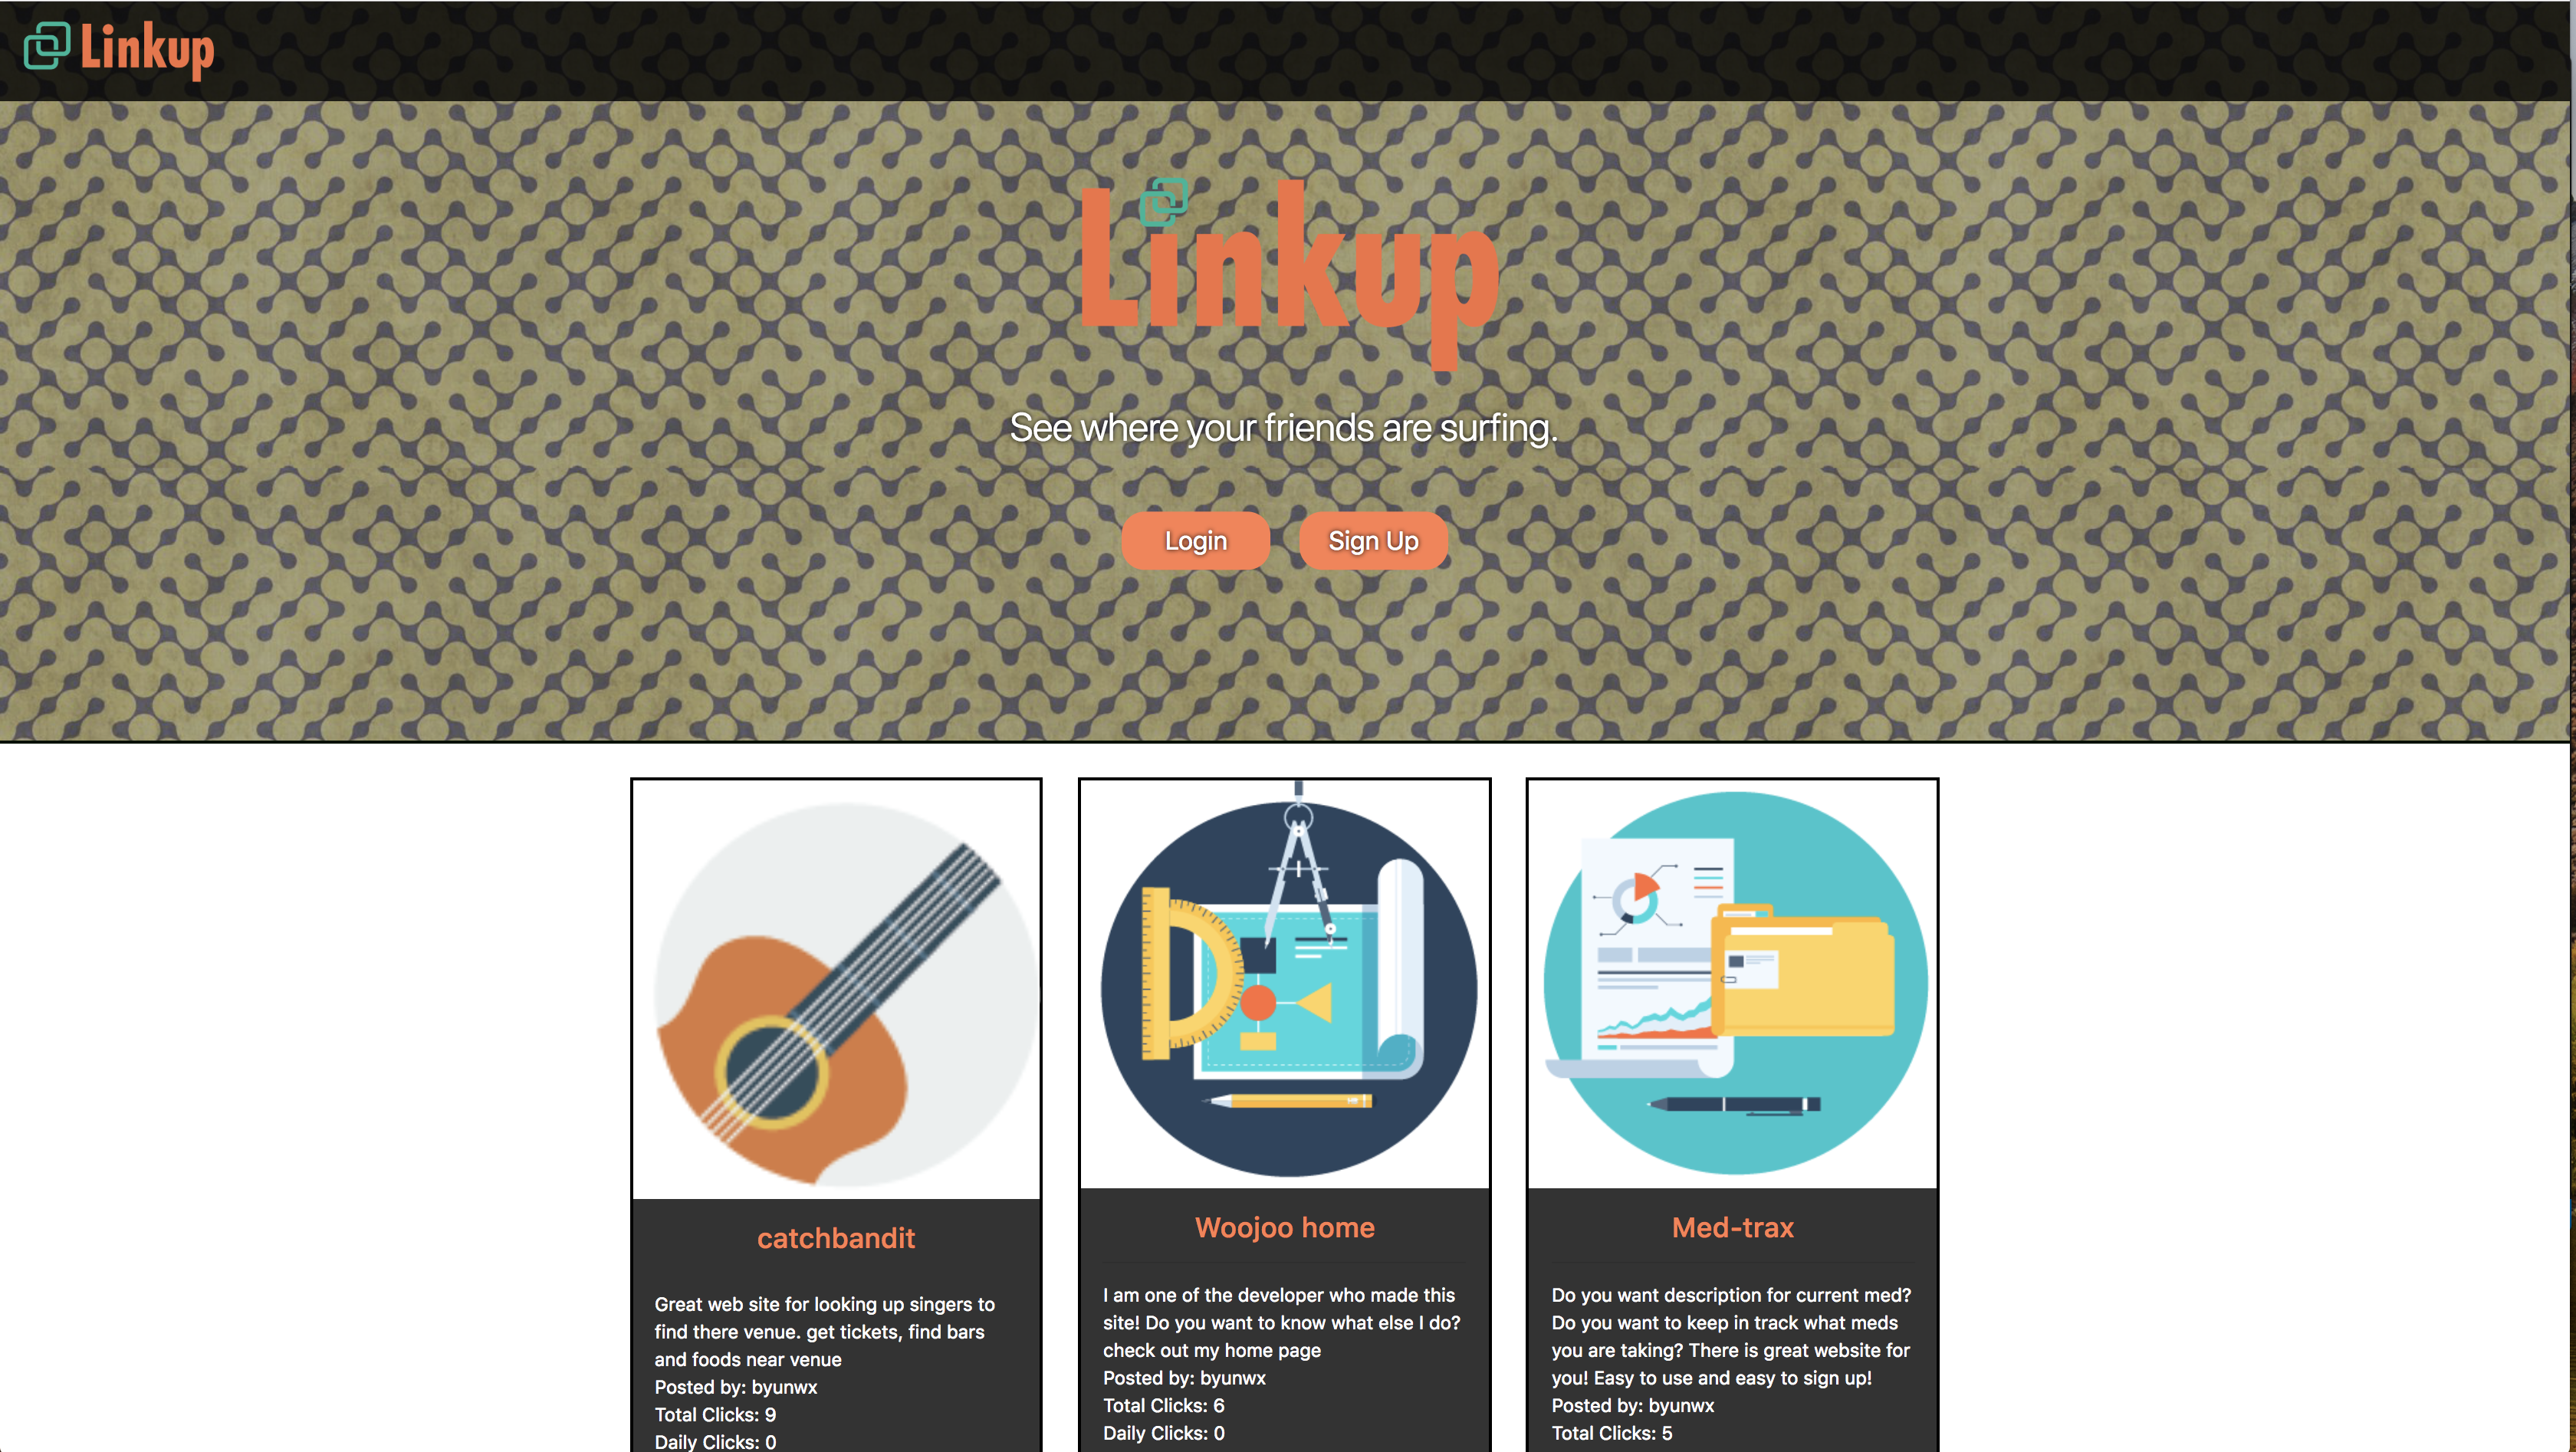 Linkup
Linkup
See where your friends are surfing.
Login
Sign Up
catchbandit
Great web site for looking up singers to
find there venue. get tickets, find bars
and foods near venue
Posted by: byunwx
Total Clicks: 9
Daily Clicks: 0
Woojoo home
I am one of the developer who made this
site! Do you want to know what else I do?
check out my home page
Posted by: byunwx
Total Clicks: 6
Daily Clicks: 0
Med-trax
Do you want description for current med?
Do you want to keep in track what meds
you are taking? There is great website for
you! Easy to use and easy to sign up!
Posted by: byunwx
Total Clicks: 5